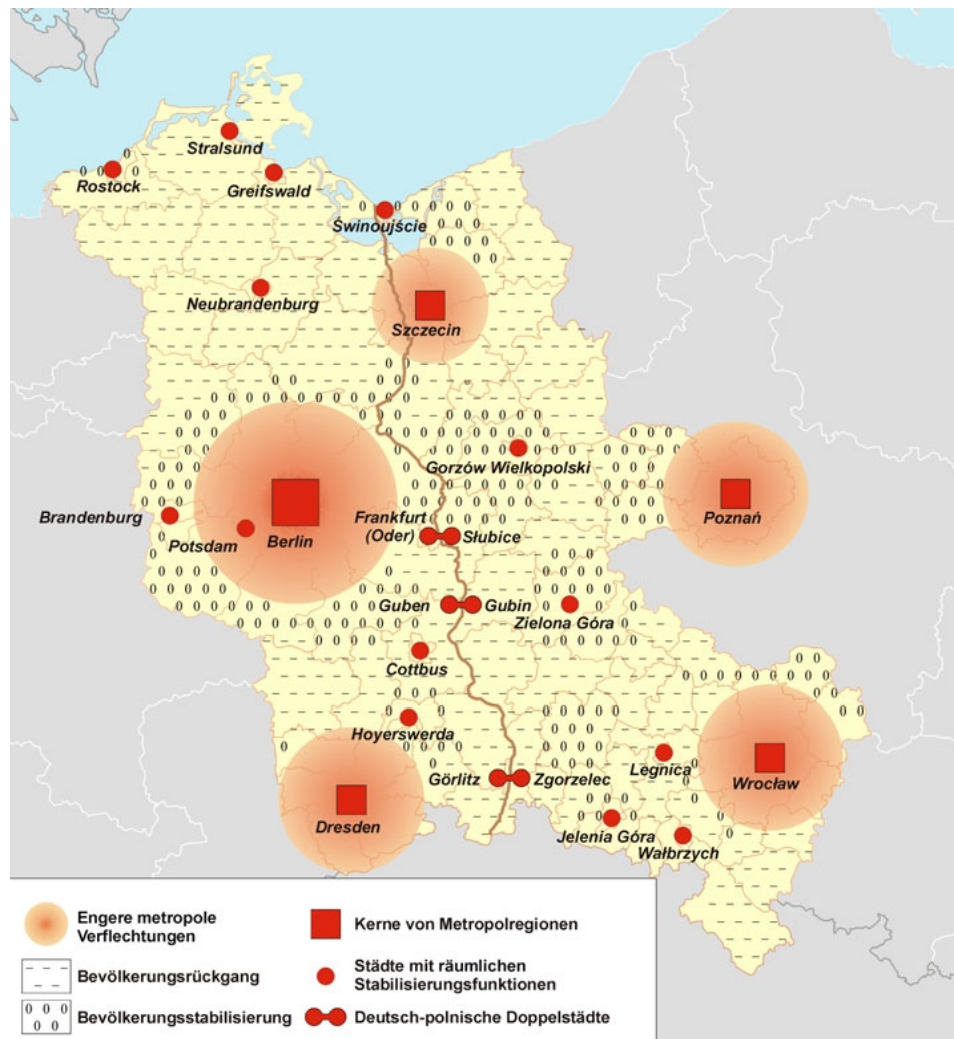 Stralsund
Rostock
Greifswald
Świnoujście
Neubrandenburg
Szczecin
Gorzów Wielkopolski
Brandenburg
Potsdam
Berlin
Frankfurt
(Oder)
Słubice
Poznań
Guben
Gubin
Zielona Góra
Cottbus
Hoyerswerda
Görlitz
Zgorzelec
Legnica
Wrocław
Dresden
Jelenia Góra
Wałbrzych
Engere metropole
Verflechtungen
Bevölkerungsrückgang
Bevölkerungsstabilisierung
Kerne von Metropolregionen
Städte mit räumlichen
Stabilisierungsfunktionen
Deutsch-polnische Doppelstädte